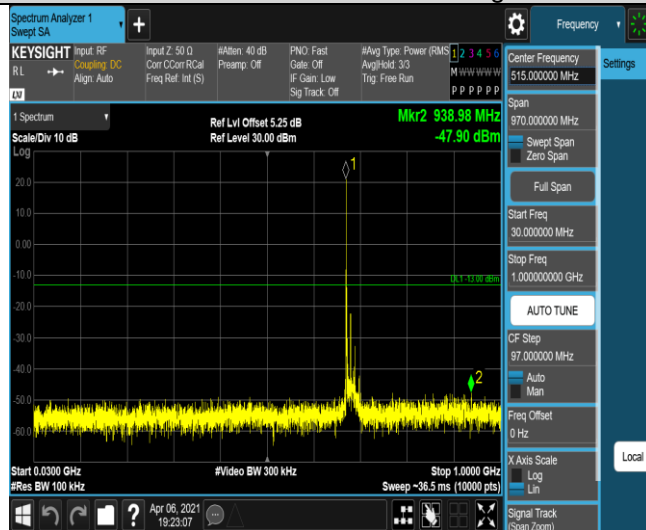 Spectrum Analyzer 1
Swept SA
Frequency
KEYSIGHT
RL
LXI
Input: RF
Coupling: DC
Align: Auto
Input Z: 50 Ω
Corr CCorr RCal
Freq Ref: Int (S)
#Atten: 40 dB
Preamp: Off
PNO: Fast
Gate: Off
IF Gain: Low
Sig Track: Off
#Avg Type: Power (RMS
Avg|Hold: 3/3
Trig: Free Run
1 2 3 4 5 6
M W W W W W
P P P P P P
1 Spectrum
Scale/Div 10 dB
Log
Ref Lvl Offset 5.25 dB
Ref Level 30.00 dBm
Mkr2 938.98 MHz
-47.90 dBm
1
20.0
10.0
0.00
-10.0
DL1 -13.00 dBm
-20.0
-30.0
-40.0
2
-50.0
-60.0
Start 0.0300 GHz
#Res BW 100 kHz
#Video BW 300 kHz
Stop 1.0000 GHz
Sweep ~36.5 ms (10000 pts)
Apr 06, 2021
19:23:07
Center Frequency
515.000000 MHz
Settings
Span
970.000000 MHz
Swept Span
Zero Span
Full Span
Start Freq
30.000000 MHz
Stop Freq
1.000000000 GHz
AUTO TUNE
CF Step
97.000000 MHz
Auto
Man
Freq Offset
0 Hz
X Axis Scale
Log
Lin
Local
Signal Track
(Span Zoom)